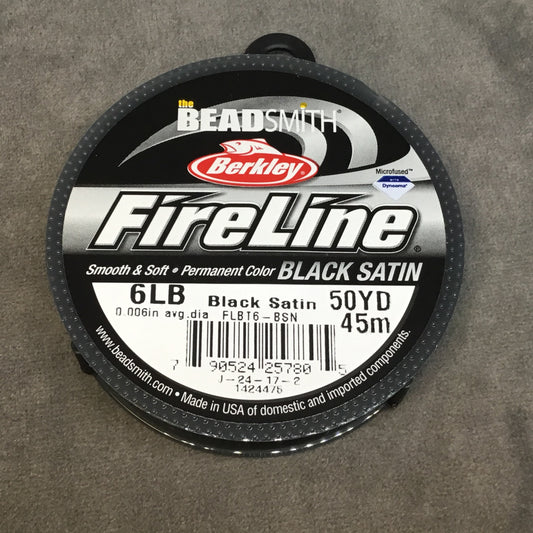 the
BEADSMITH®
Berkley
Microfused™
WITH
Dyneema®
FIRELINE®
Smooth & Soft • Permanent Color BLACK SATIN
6LB Black Satin 50YD
0.006in avg.dia FLBT6-BSN 45m
7 90524 25780 5
J-24-17-2
1424476
www.beadsmith.com. • Made in USA of domestic and imported components.